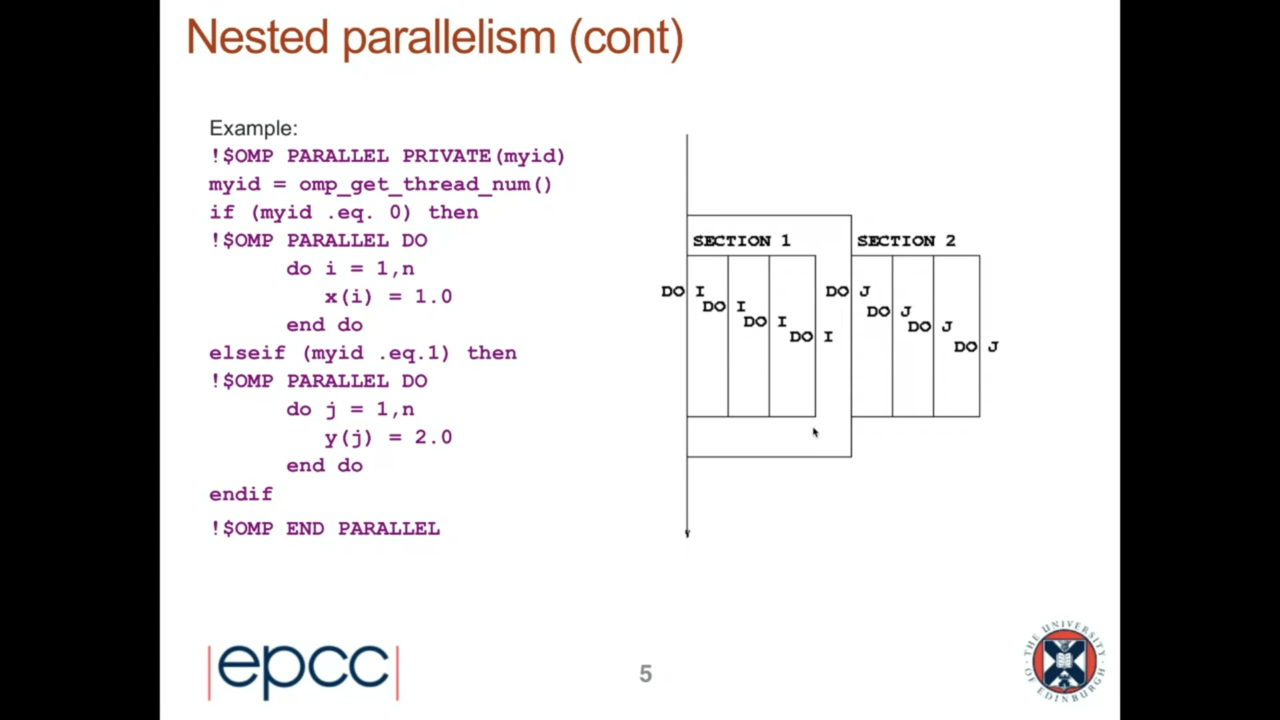 Nested parallelism (cont)
Example:
!$OMP PARALLEL PRIVATE(myid)
myid = omp_get_thread_num()
if (myid .eq. 0) then
!$OMP PARALLEL DO
do i = 1,n
x(i) = 1.0
end do
elseif (myid .eq.1) then
!$OMP PARALLEL DO
do j = 1,n
y(j) = 2.0
end do
endif
!$OMP END PARALLEL
SECTION 1
SECTION 2
DO I
DO I
DO I
DO I
DO J
DO J
DO J
DO J
epcc
5
THE UNIVERSITY OF EDINBURGH